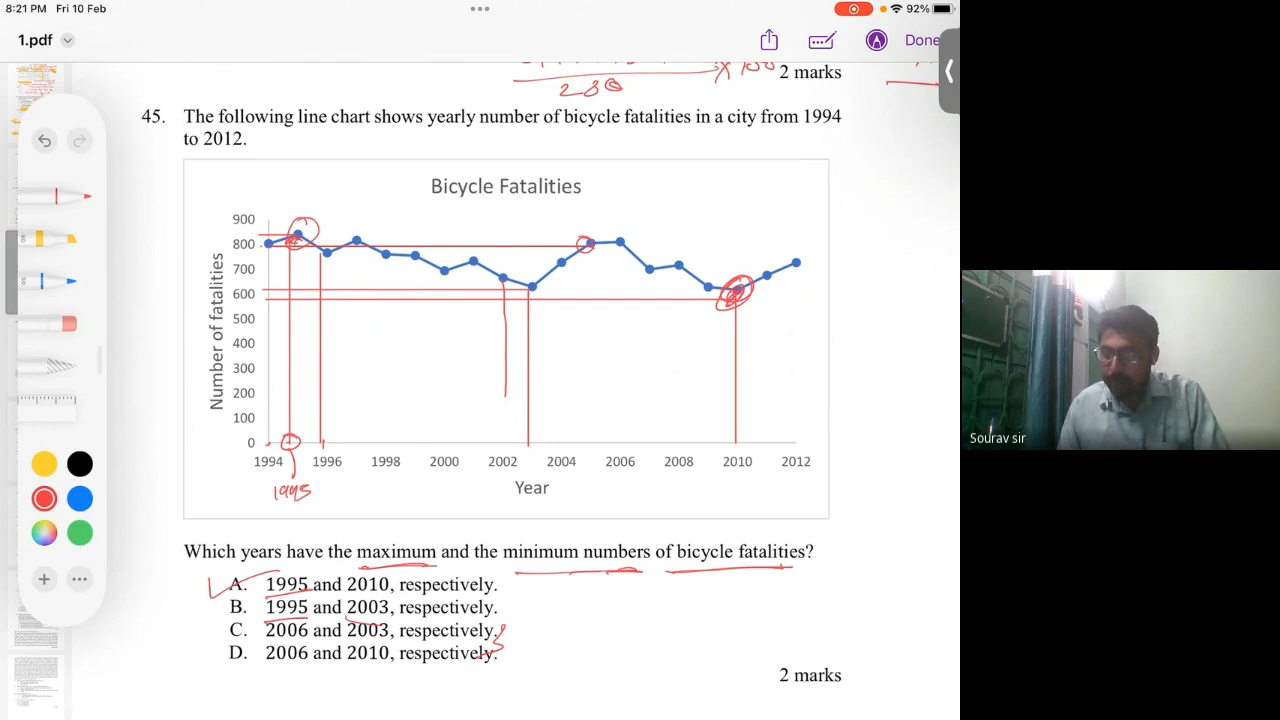 8:21 PM Fri 10 Feb
92%
1.pdf
Done
280
2 marks
45. The following line chart shows yearly number of bicycle fatalities in a city from 1994
to 2012.
Bicycle Fatalities
900
800
700
600
500
400
300
200
100
0
Number of fatalities
1994 1996 1998 2000 2002 2004 2006 2008 2010 2012
1995
Year
Which years have the maximum and the minimum numbers of bicycle fatalities?
A. 1995 and 2010, respectively.
B. 1995 and 2003, respectively.
C. 2006 and 2003, respectively.
D. 2006 and 2010, respectively.
2 marks
Sourav sir